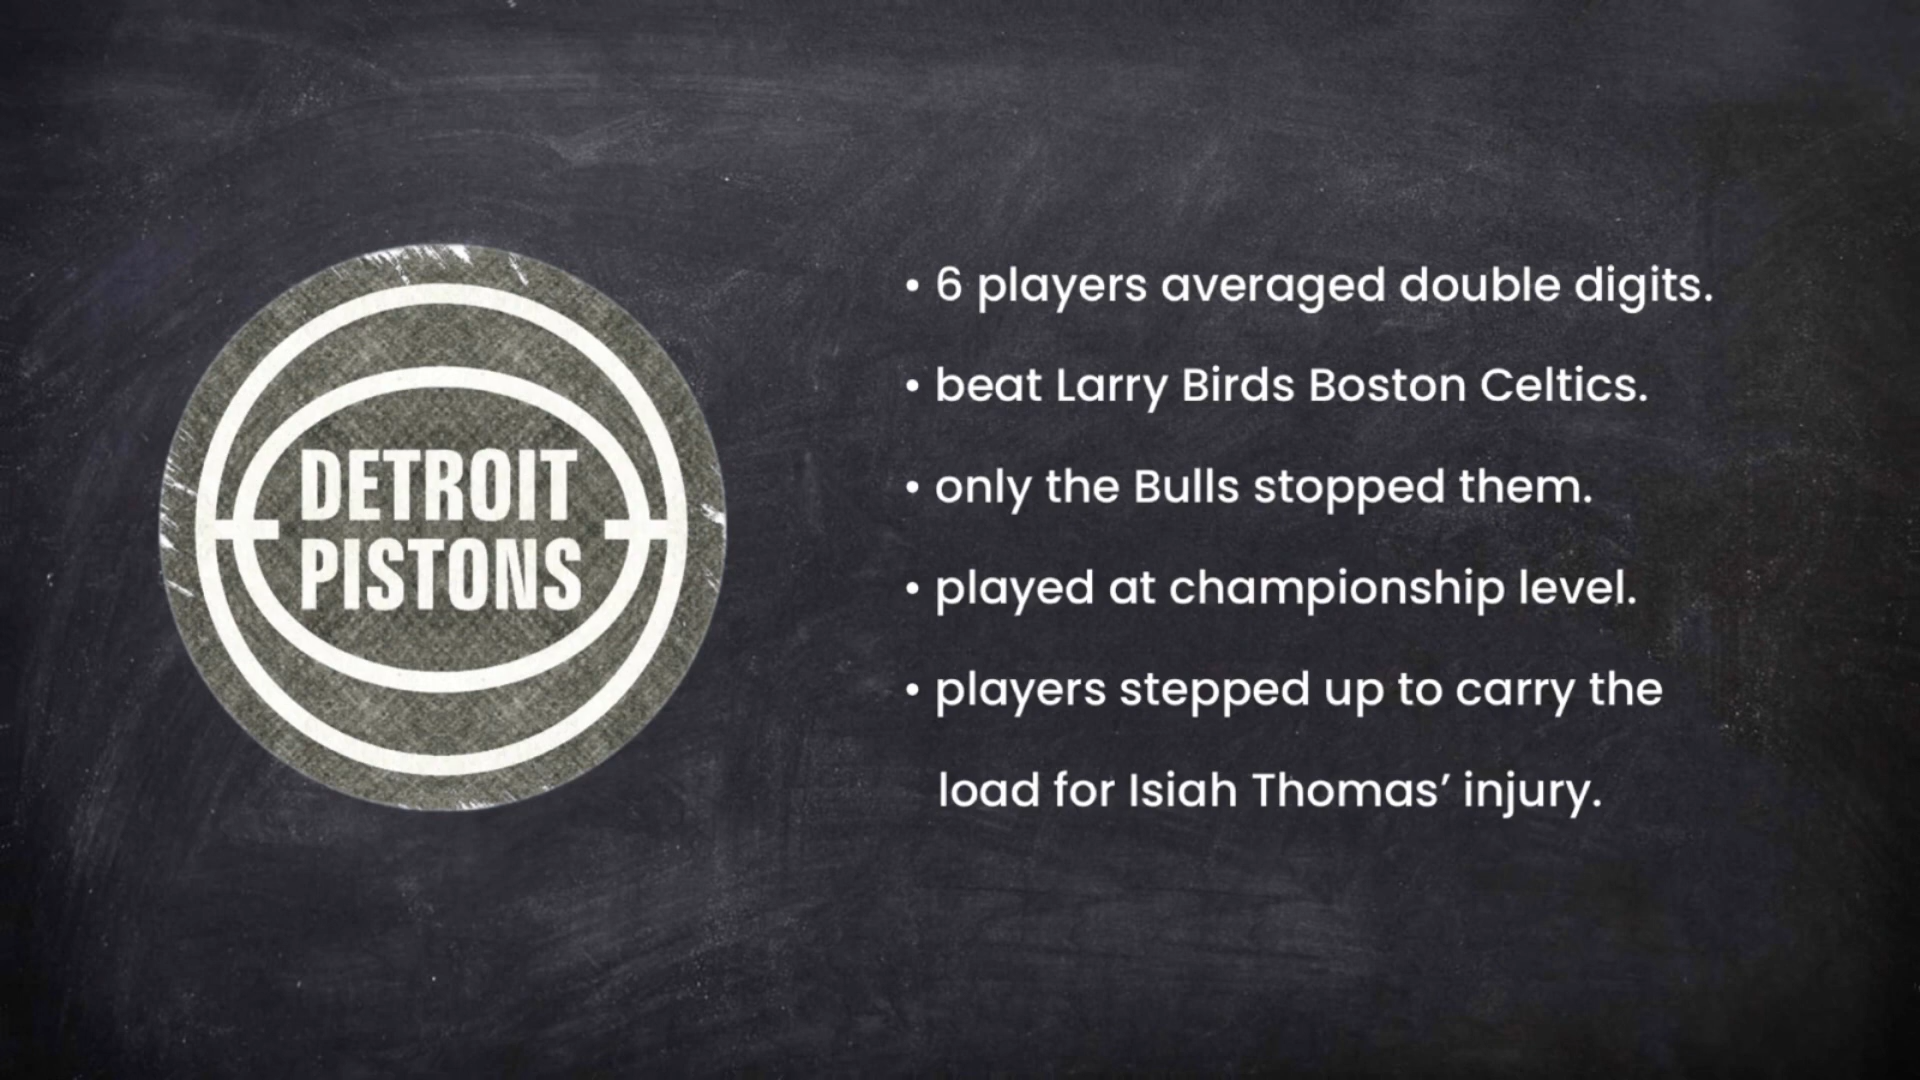 DETROIT
PISTONS
• 6 players averaged double digits.
• beat Larry Birds Boston Celtics.
• only the Bulls stopped them.
• played at championship level.
• players stepped up to carry the
load for Isiah Thomas’ injury.